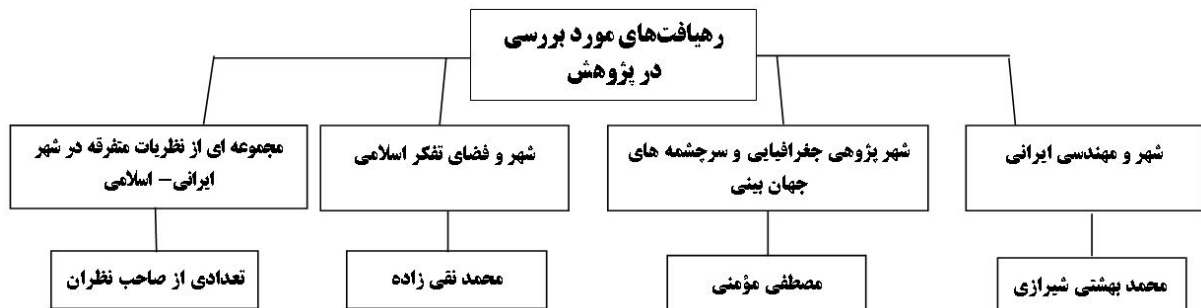 رهیافت‌های مورد بررسی
در پژوهش
شهر و مهندسی ایرانی
شهر پژوهی جغرافیایی و سرچشمه های
جهان بینی
شهر و فضای تفکر اسلامی
مجموعه ای از نظریات متفرقه در شهر
ایرانی- اسلامی
محمد بهشتی شیرازی
مصطفی مؤمنی
محمد نقی زاده
تعدادی از صاحب نظران